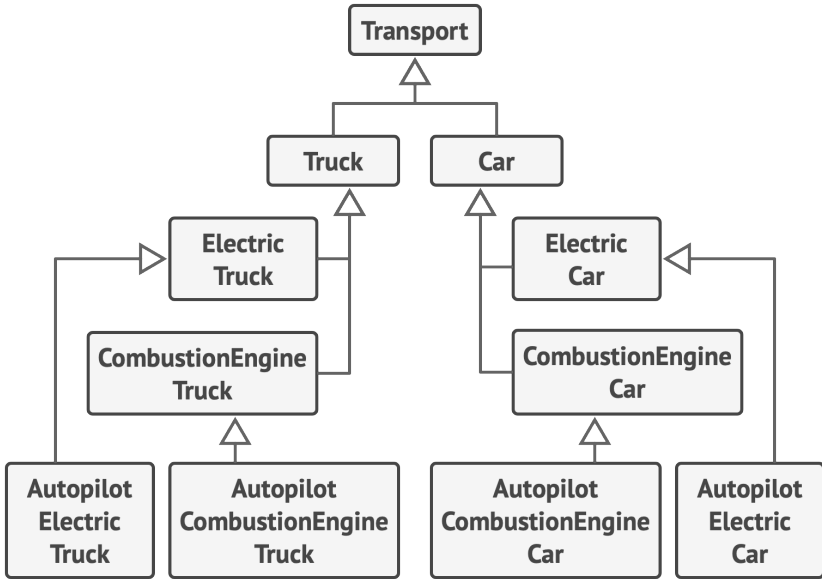 Transport
Truck
Car
Electric
Truck
Electric
Car
CombustionEngine
Truck
CombustionEngine
Car
Autopilot
Electric
Truck
Autopilot
CombustionEngine
Truck
Autopilot
CombustionEngine
Car
Autopilot
Electric
Car